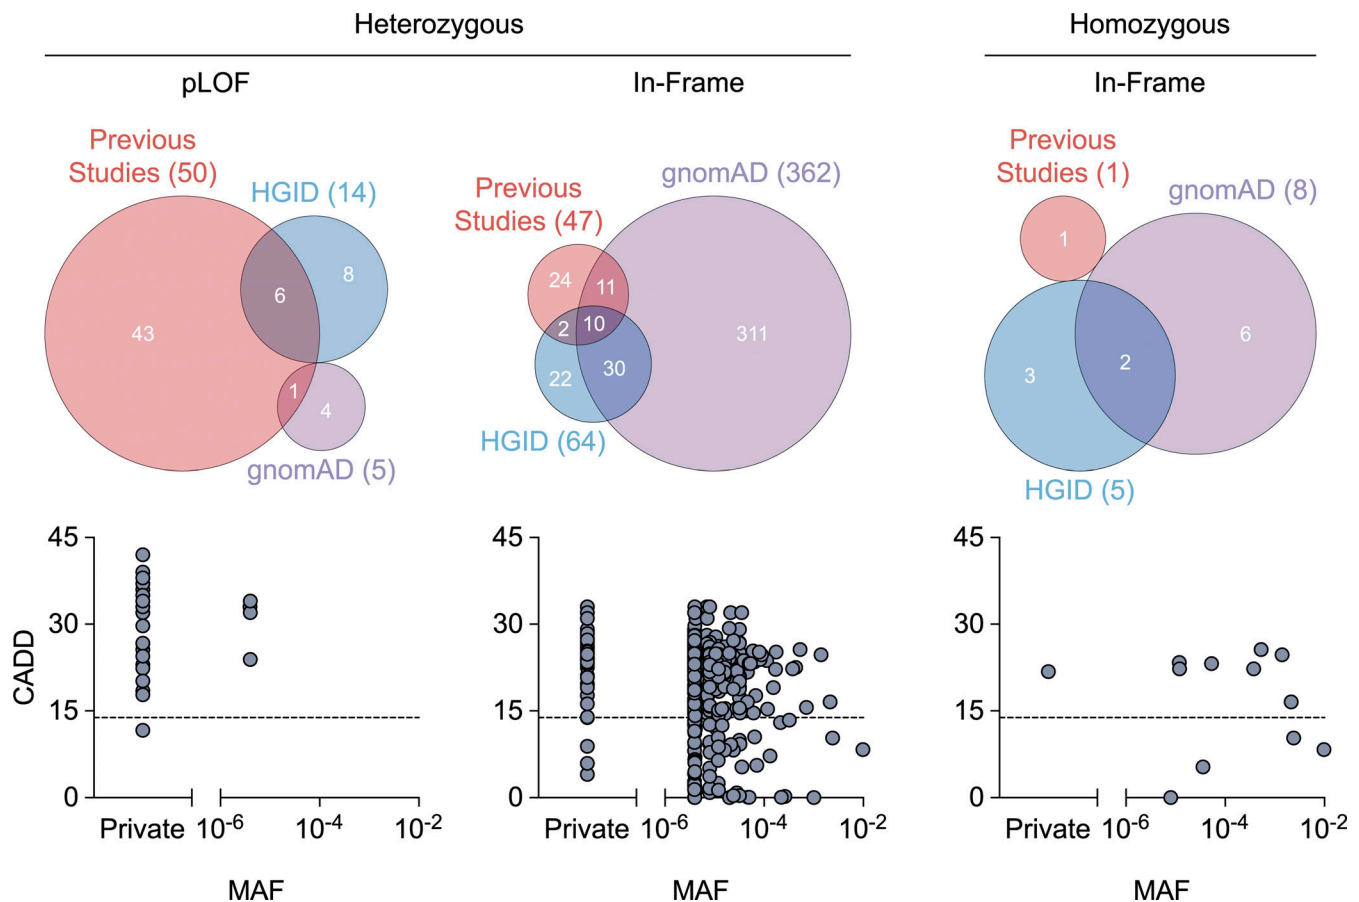 Heterozygous
Homozygous
pLOF
In-Frame
In-Frame
Previous
Studies (50)
HGID (14)
43
6
8
1
4
gnomAD (5)
Previous
Studies (47)
gnomAD (362)
24
11
2
10
311
22
30
HGID (64)
Previous
Studies (1)
gnomAD (8)
1
3
2
6
HGID (5)
CADD
45
30
15
0
Private
10-6
10-4
10-2
MAF
45
30
15
0
Private
10-6
10-4
10-2
MAF
45
30
15
0
Private
10-6
10-4
10-2
MAF